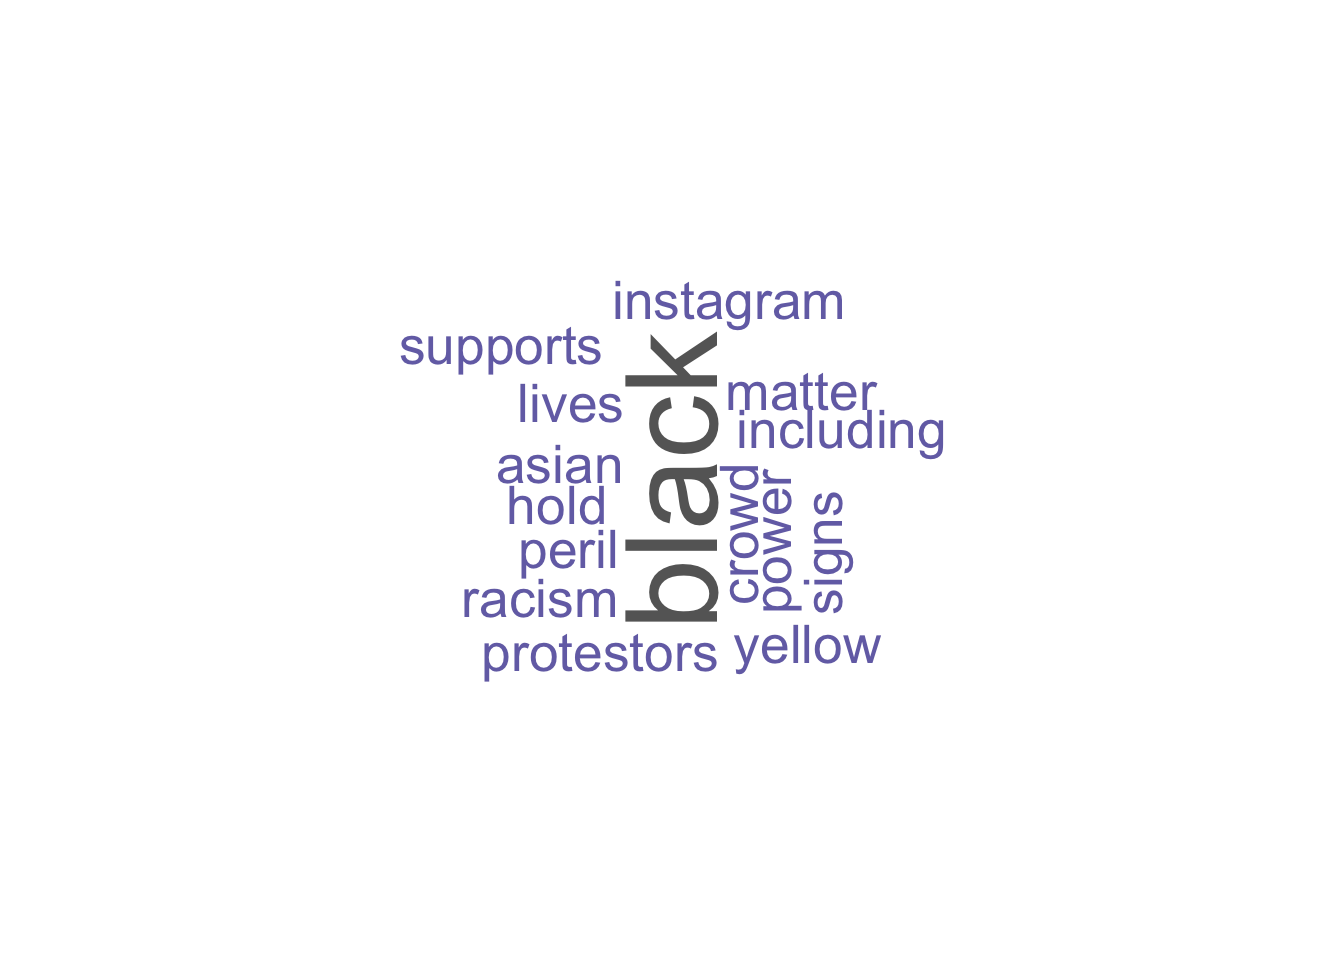 instagram
supports
black
lives
matter
including
asian
hold
crowd
power
signs
peril
racism
protestors
yellow